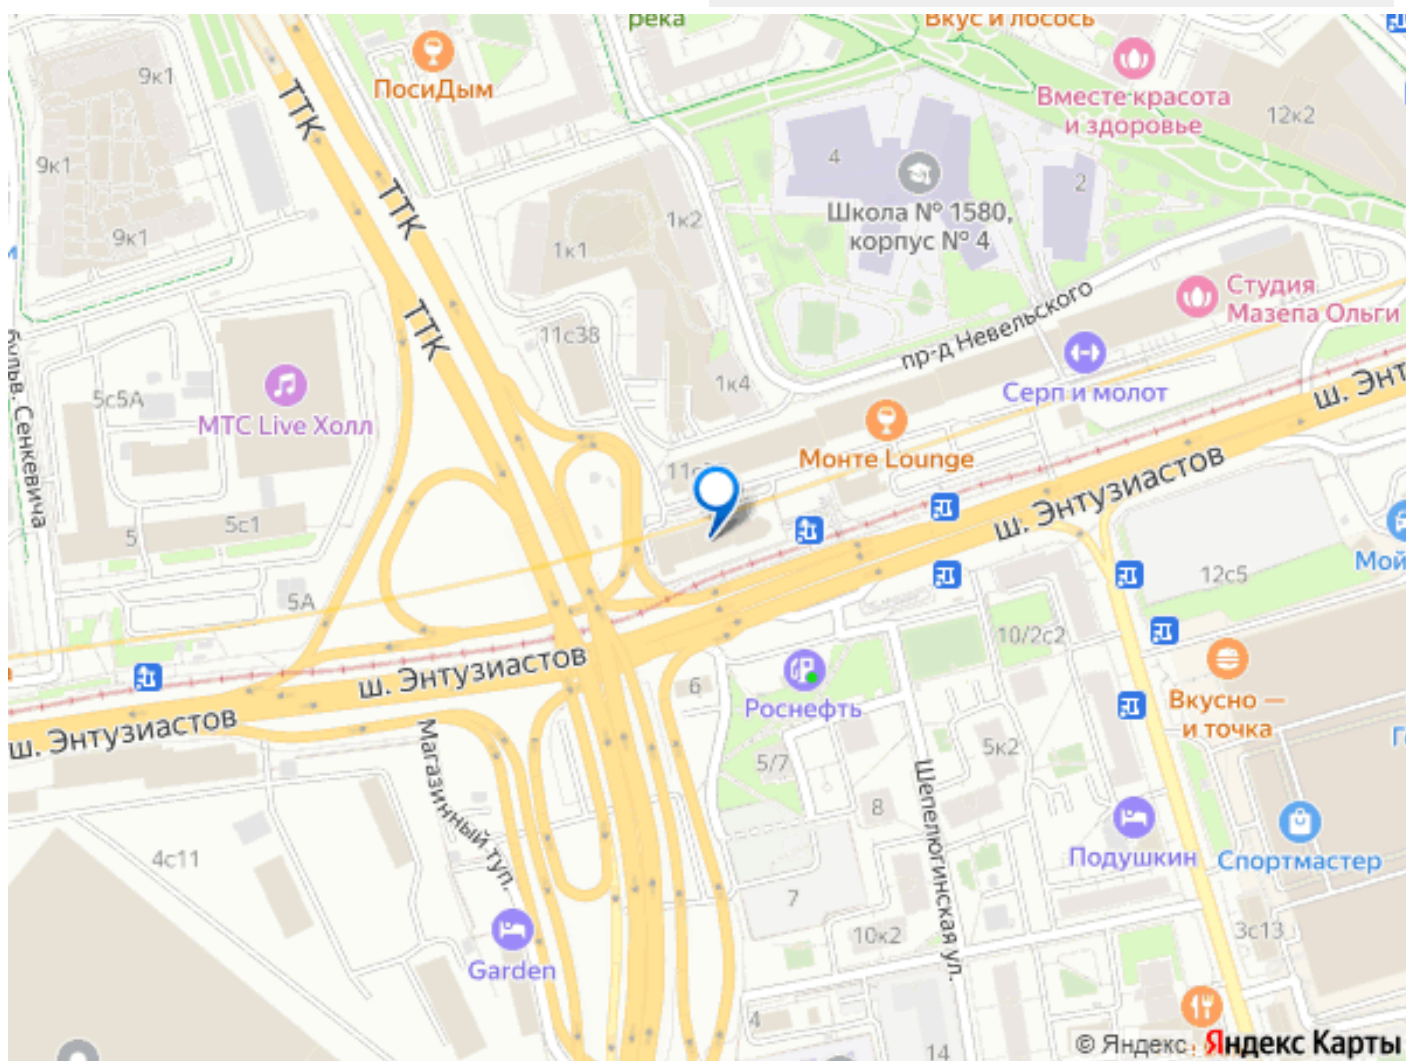 река
Вкус и лосось
9к1
ПосиДым
ТТК
Вместе красота
и здоровье
12к2
9к1
4
2
ТТК
Школа № 1580,
корпус № 4
1к2
9к1
1к1
Студия
Мазепа Ольги
ТТК
пр-д Невельского
11с38
бульв. Сенкевича
1к4
Серп и молот
ш. Энт
5с5А
МТС Live Холл
Монте Lounge
ш. Энтузиастов
5с1
5
Мой
12с5
5А
10/2с2
ш. Энтузиастов
6
Роснефть
Вкусно —
и точка
ш. Энтузиастов
Магазинный туп.
5к2
5/7
Шепелюгинская ул.
8
4с11
Подушкин
Спортмастер
7
10к2
3с13
Garden
4
14
© Яндекс
Яндекс Карты